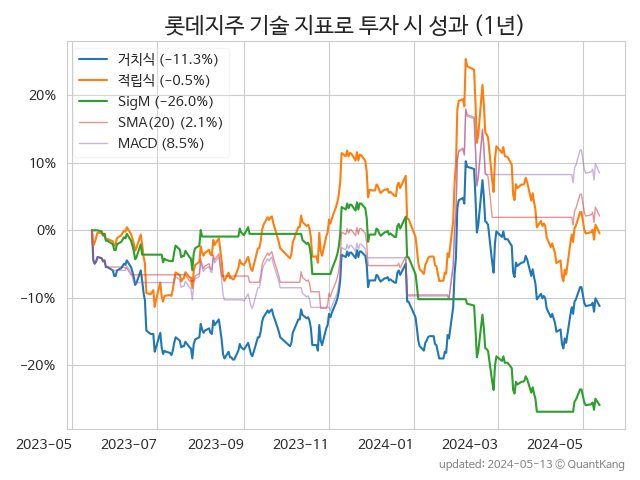 롯데지주 기술 지표로 투자 시 성과 (1년)
거치식 (−11.3%)
적립식 (−0.5%)
SigM (−26.0%)
SMA(20) (2.1%)
MACD (8.5%)
20%
10%
0%
−10%
−20%
2023-05 2023-07 2023-09 2023-11 2024-01 2024-03 2024-05
updated: 2024-05-13 © QuantKang